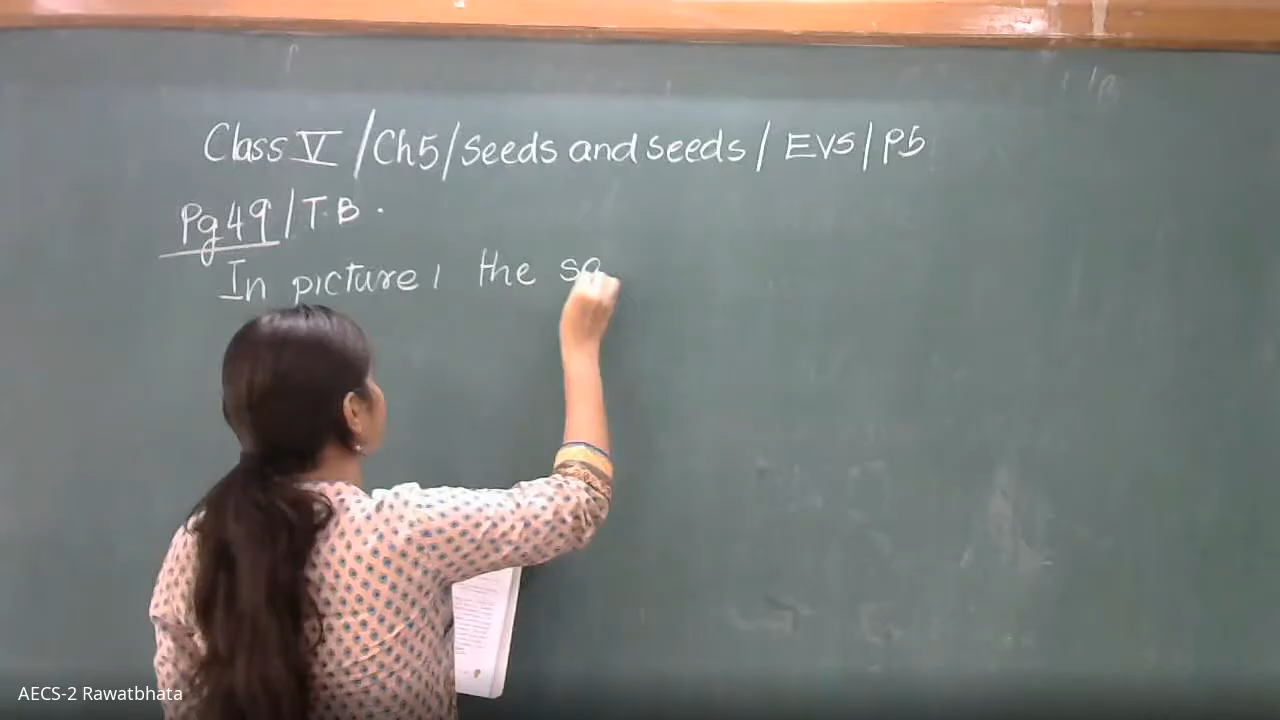 Class V / Ch5 / Seeds and seeds / EVS / P5
Pg 49 / T.B.
In picture 1 the
AECS-2 Rawatbhata